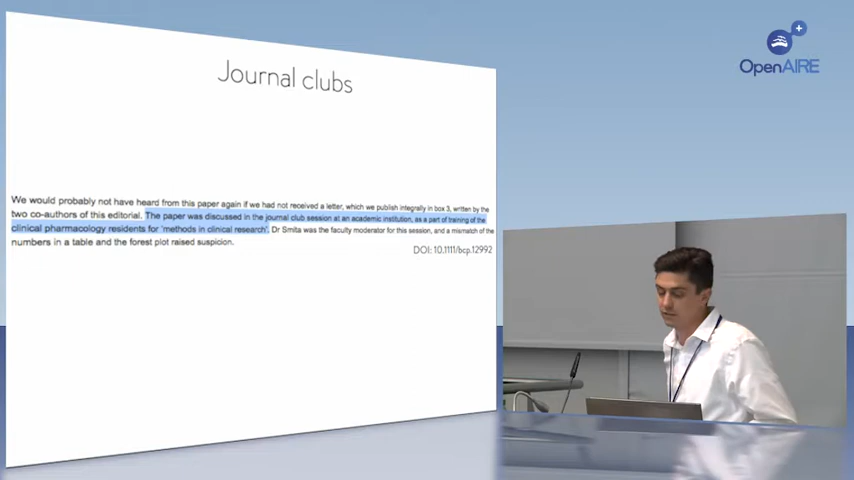 OpenAIRE
Journal clubs
We would probably not have heard from this paper again if we had not received a letter, which we publish integrally in box 3, written by the
two co-authors of this editorial. The paper was discussed in the journal club session at an academic institution, as a part of training of the
clinical pharmacology residents for 'methods in clinical research'. Dr Smita was the faculty moderator for this session, and a mismatch of the
numbers in a table and the forest plot raised suspicion.
DOI: 10.1111/bcp.12992